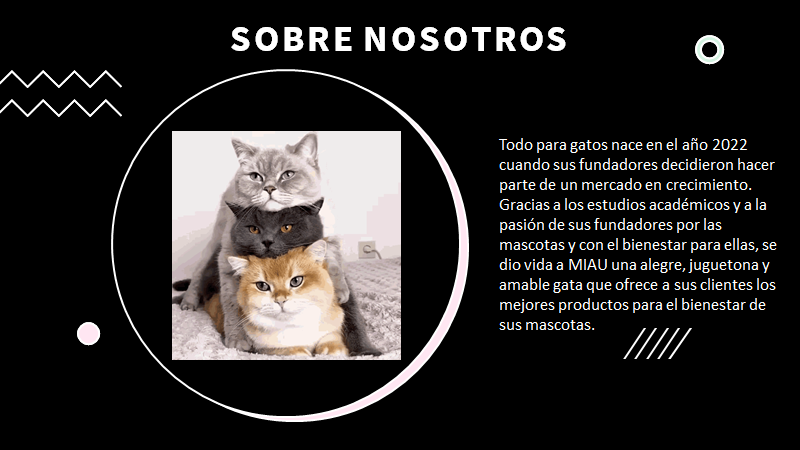 SOBRE NOSOTROS
Todo para gatos nace en el año 2022
cuando sus fundadores decidieron hacer
parte de un mercado en crecimiento.
Gracias a los estudios académicos y a la
pasión de sus fundadores por las
mascotas y con el bienestar para ellas, se
dio vida a MIAU una alegre, juguetona y
amable gata que ofrece a sus clientes los
mejores productos para el bienestar de
sus mascotas.